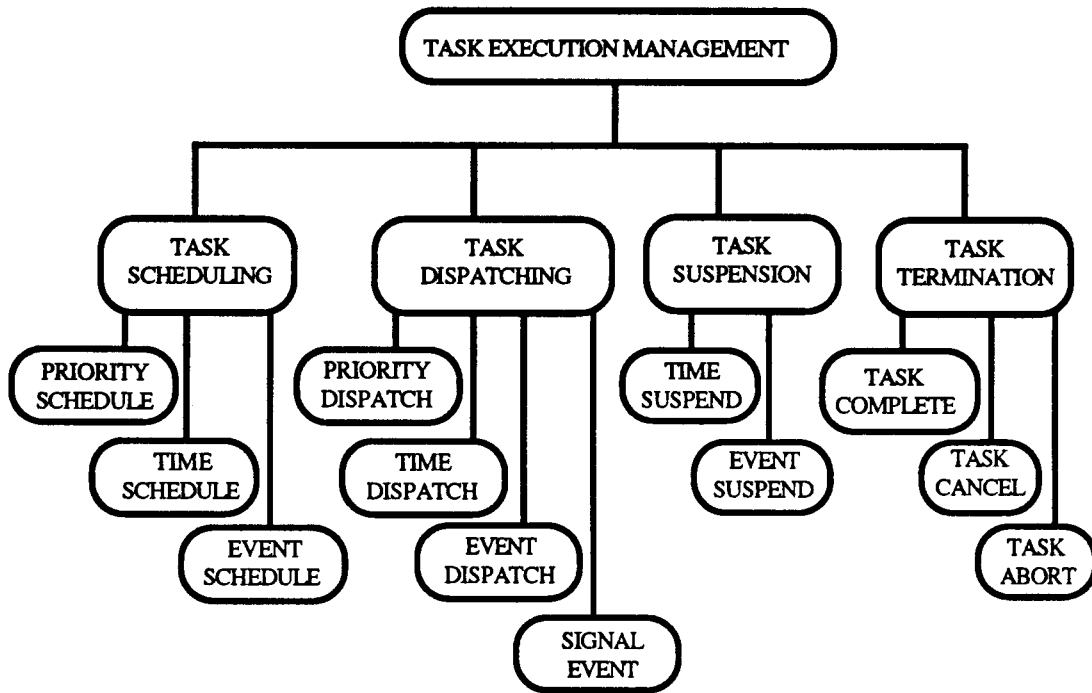 TASK EXECUTION MANAGEMENT
TASK
SCHEDULING
TASK
DISPATCHING
TASK
SUSPENSION
TASK
TERMINATION
PRIORITY
SCHEDULE
PRIORITY
DISPATCH
TIME
SUSPEND
TASK
COMPLETE
TIME
SCHEDULE
TIME
DISPATCH
EVENT
SUSPEND
TASK
CANCEL
EVENT
SCHEDULE
EVENT
DISPATCH
TASK
ABORT
SIGNAL
EVENT